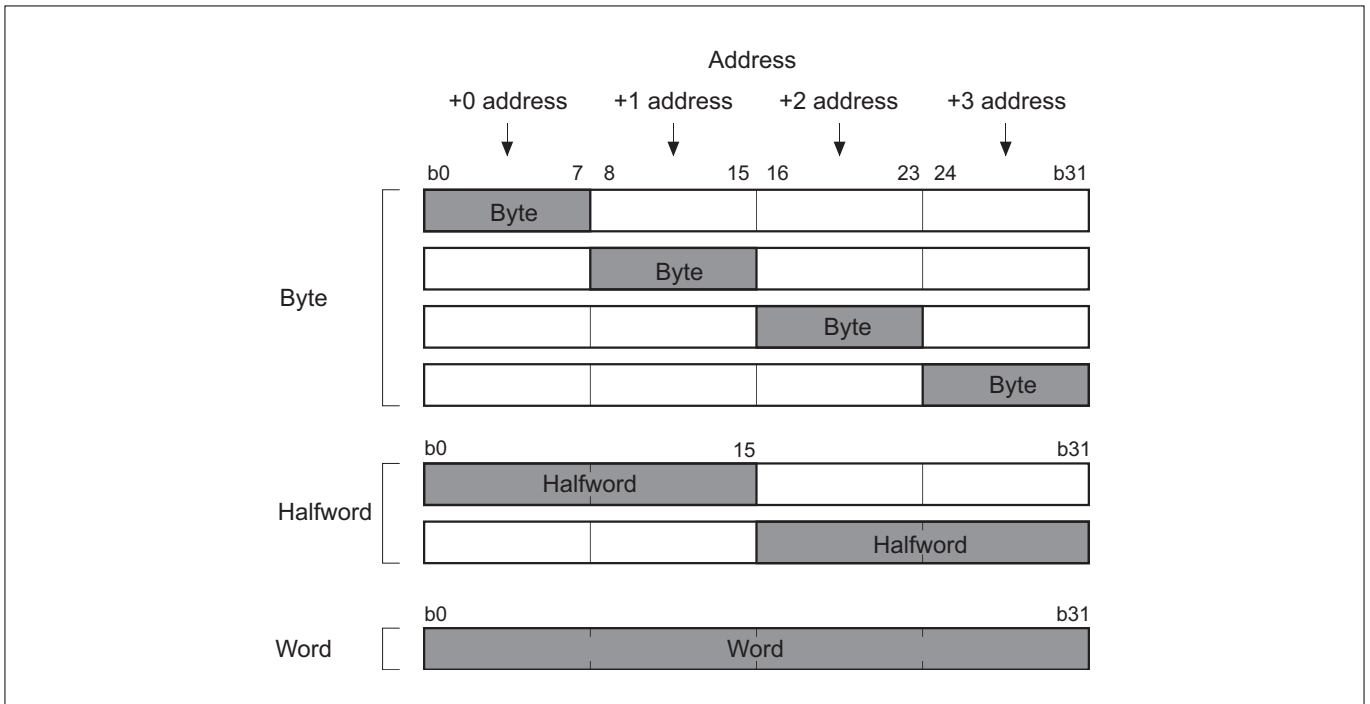 Address
+0 address +1 address +2 address +3 address
b0 7 8 15 16 23 24 b31
Byte
Byte
Byte
Byte
Byte
b0 15 b31
Halfword
Halfword
Halfword
b0 b31
Word Word